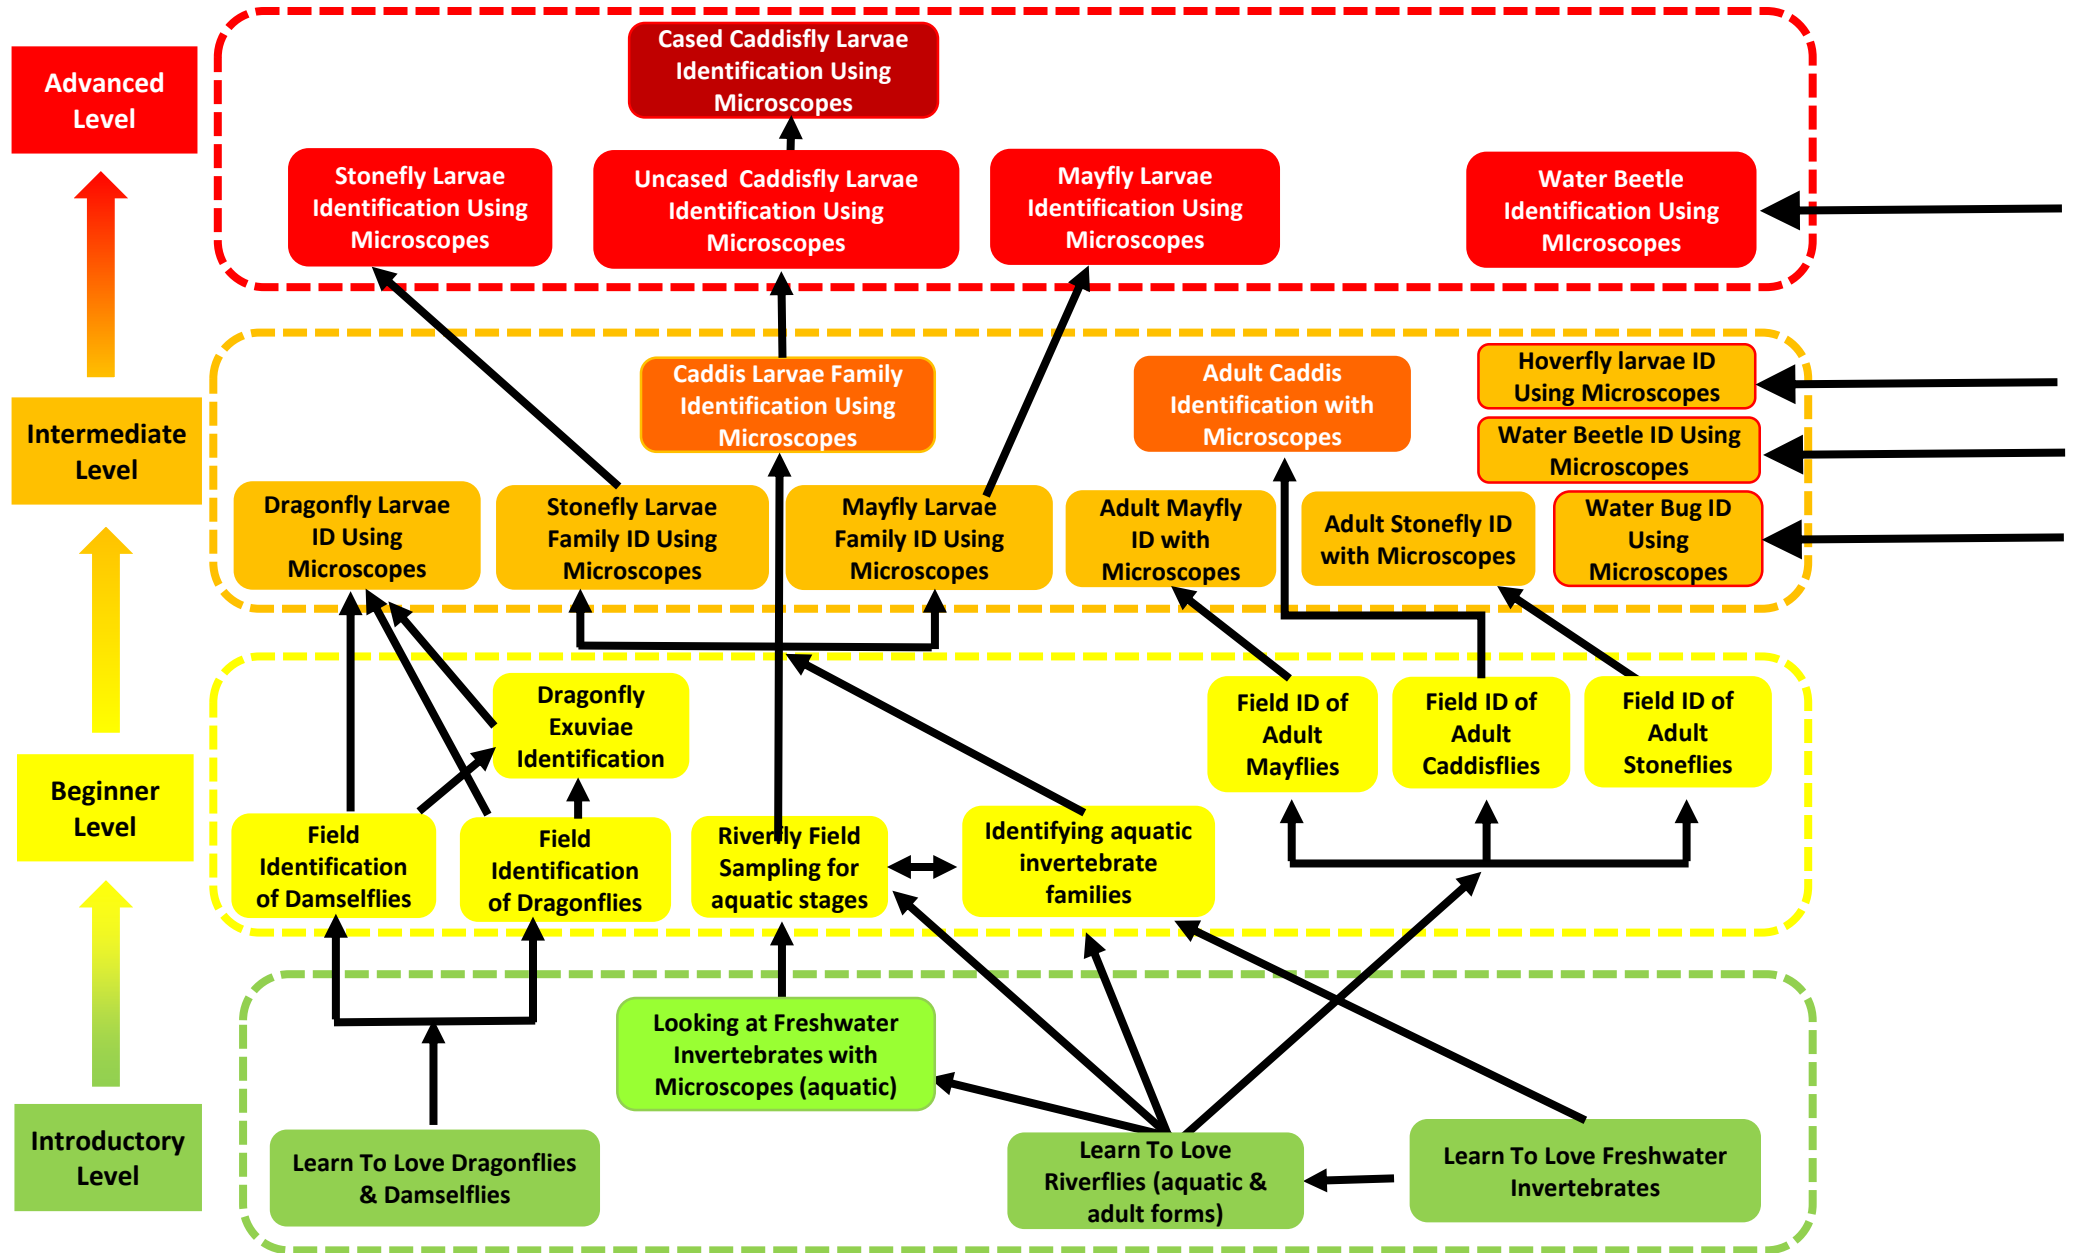 Advanced
Level
Cased Caddisfly Larvae
Identification Using
Microscopes
Stonefly Larvae
Identification Using
Microscopes
Uncased  Caddisfly Larvae
Identification Using
Microscopes
Mayfly Larvae
Identification Using
Microscopes
Water Beetle
Identification Using
MIcroscopes
Intermediate
Level
Caddis Larvae Family
Identification Using
Microscopes
Adult Caddis
Identification with
Microscopes
Hoverfly larvae ID
Using Microscopes
Water Beetle ID Using
Microscopes
Water Bug ID
Using
Microscopes
Dragonfly Larvae
ID Using
Microscopes
Stonefly Larvae
Family ID Using
Microscopes
Mayfly Larvae
Family ID Using
Microscopes
Adult Mayfly
ID with
Microscopes
Adult Stonefly ID
with Microscopes
Beginner
Level
Dragonfly
Exuviae
Identification
Field ID of
Adult
Mayflies
Field ID of
Adult
Caddisflies
Field ID of
Adult
Stoneflies
Field
Identification
of Damselflies
Field
Identification
of Dragonflies
Riverfly Field
Sampling for
aquatic stages
Identifying aquatic
invertebrate
families
Introductory
Level
Looking at Freshwater
Invertebrates with
Microscopes (aquatic)
Learn To Love Dragonflies
& Damselflies
Learn To Love
Riverflies (aquatic &
adult forms)
Learn To Love Freshwater
Invertebrates